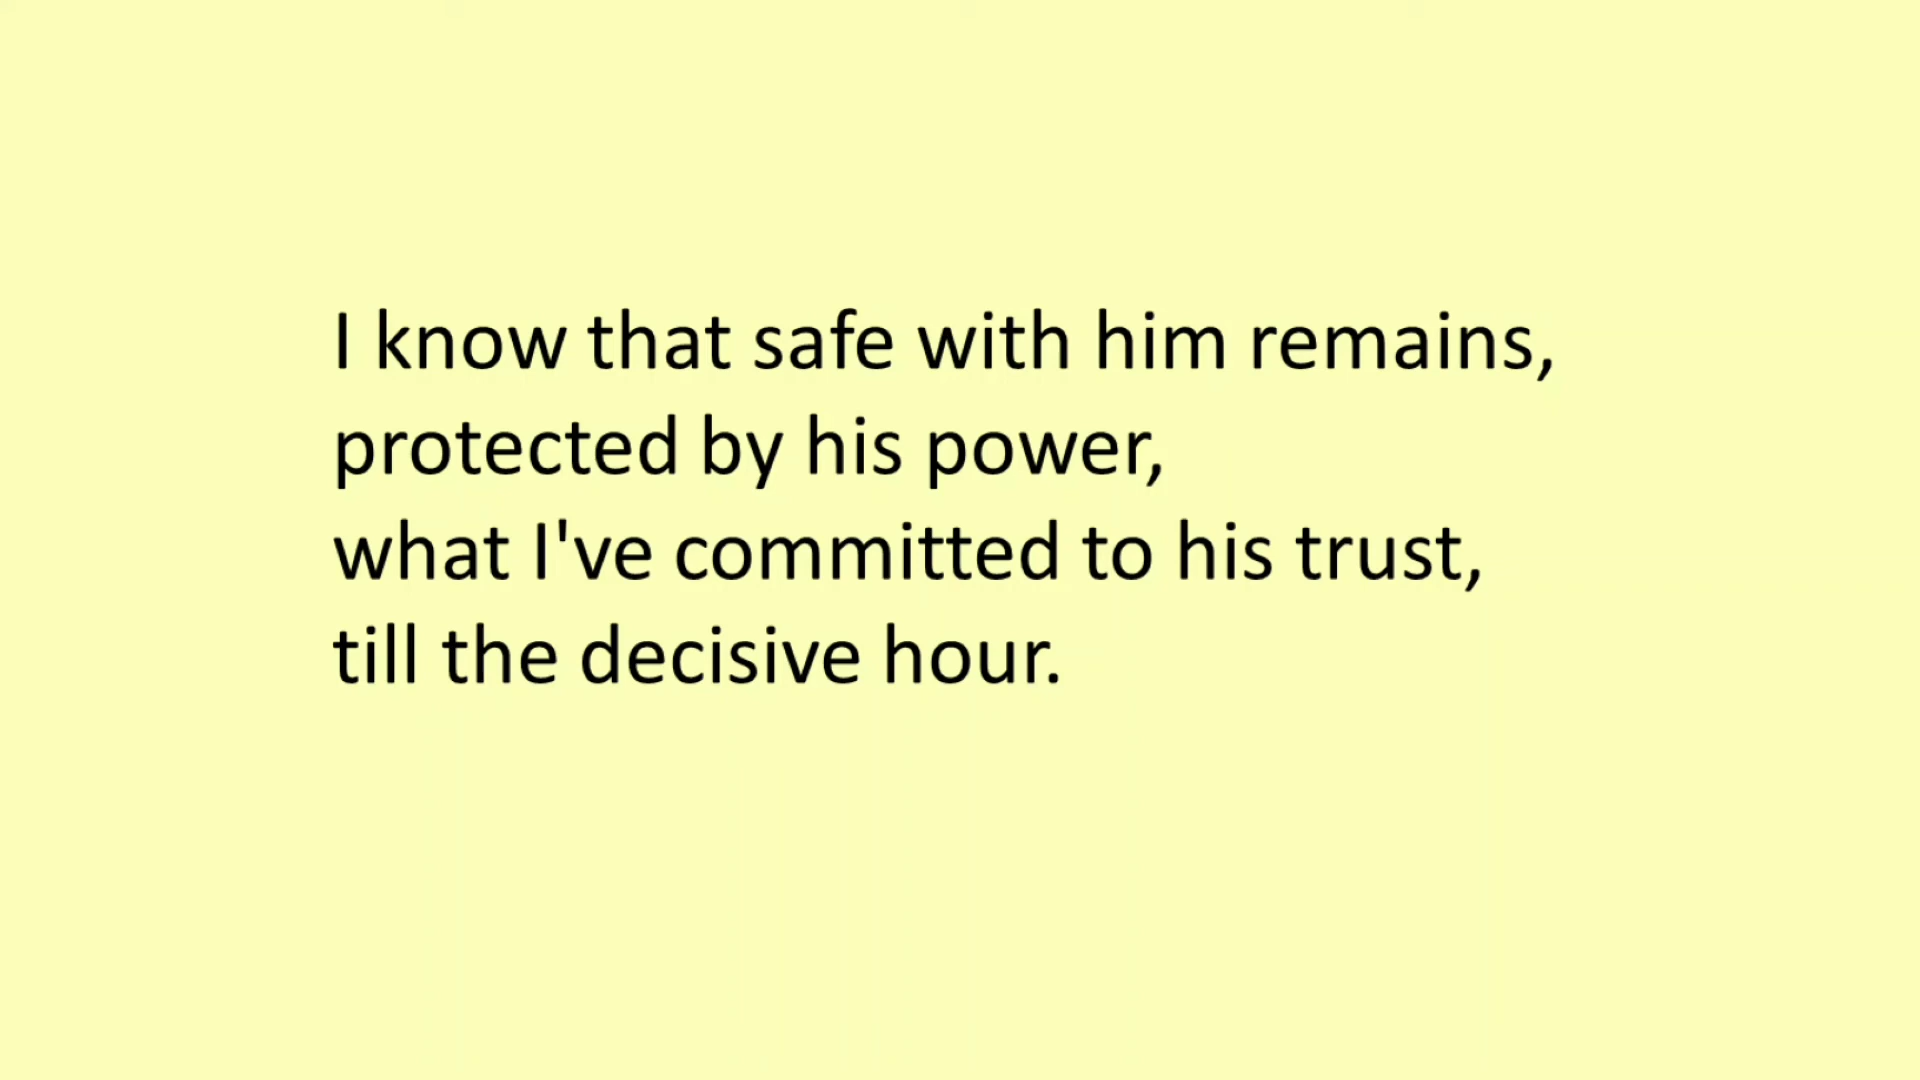 I know that safe with him remains,
protected by his power,
what I've committed to his trust,
till the decisive hour.